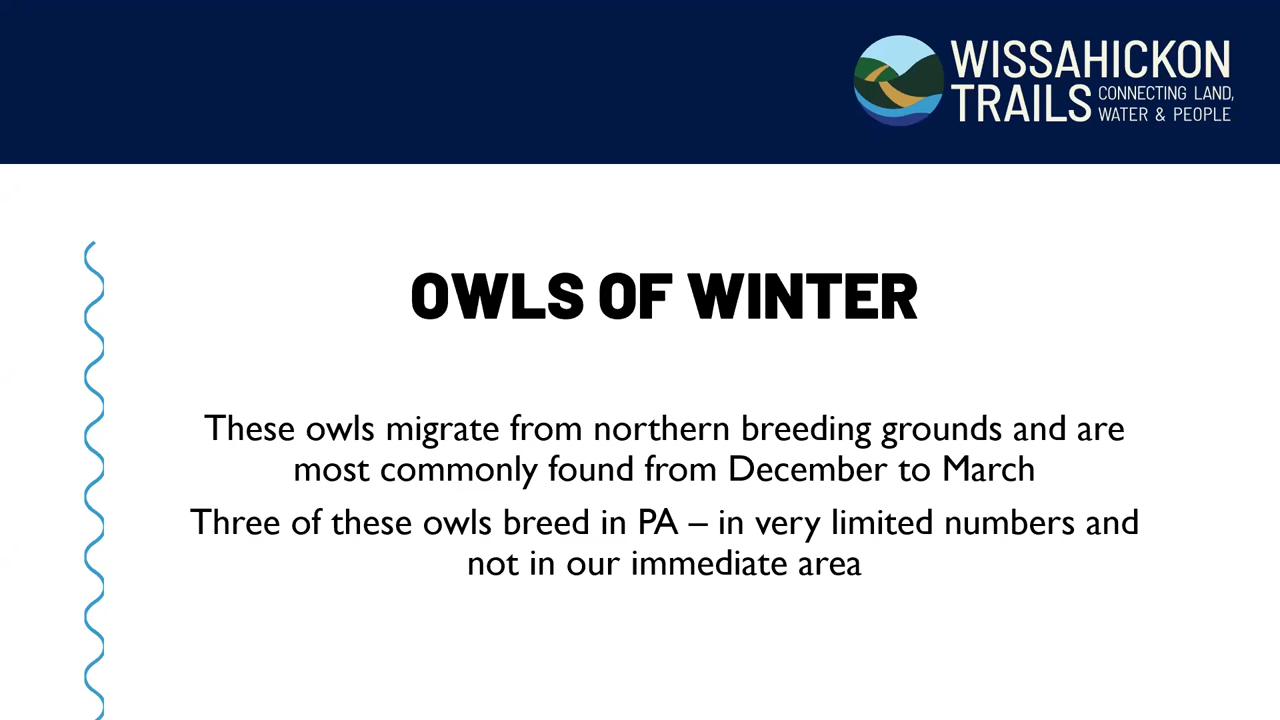 WISSAHICKON
TRAILS CONNECTING LAND,
WATER & PEOPLE
OWLS OF WINTER
These owls migrate from northern breeding grounds and are
most commonly found from December to March
Three of these owls breed in PA – in very limited numbers and
not in our immediate area